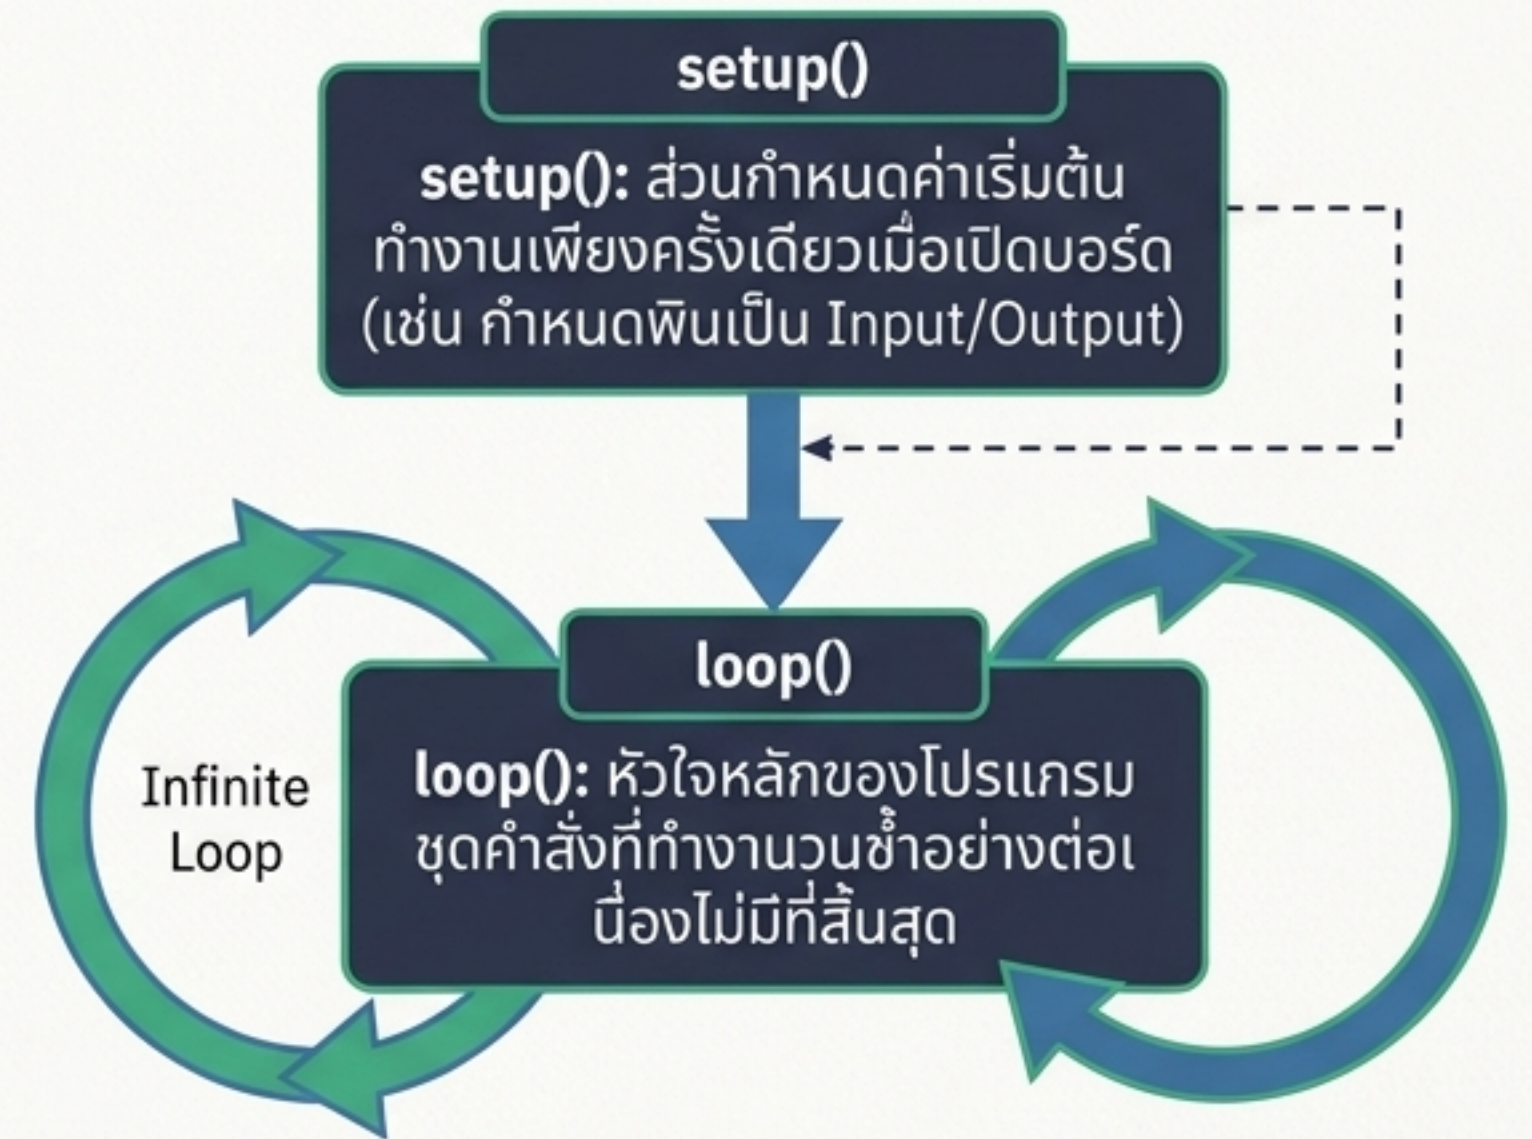 setup()
setup(): ส่วนกำหนดค่าเริ่มต้น
ทำงานเพียงครั้งเดียวเมื่อเปิดบอร์ด
(เช่น กำหนดพินเป็น Input/Output)
loop()
loop(): หัวใจหลักของโปรแกรม
ชุดคำสั่งที่ทำงานวนซ้ำอย่างต่อเ
นื่องไม่มีที่สิ้นสุด
Infinite
Loop